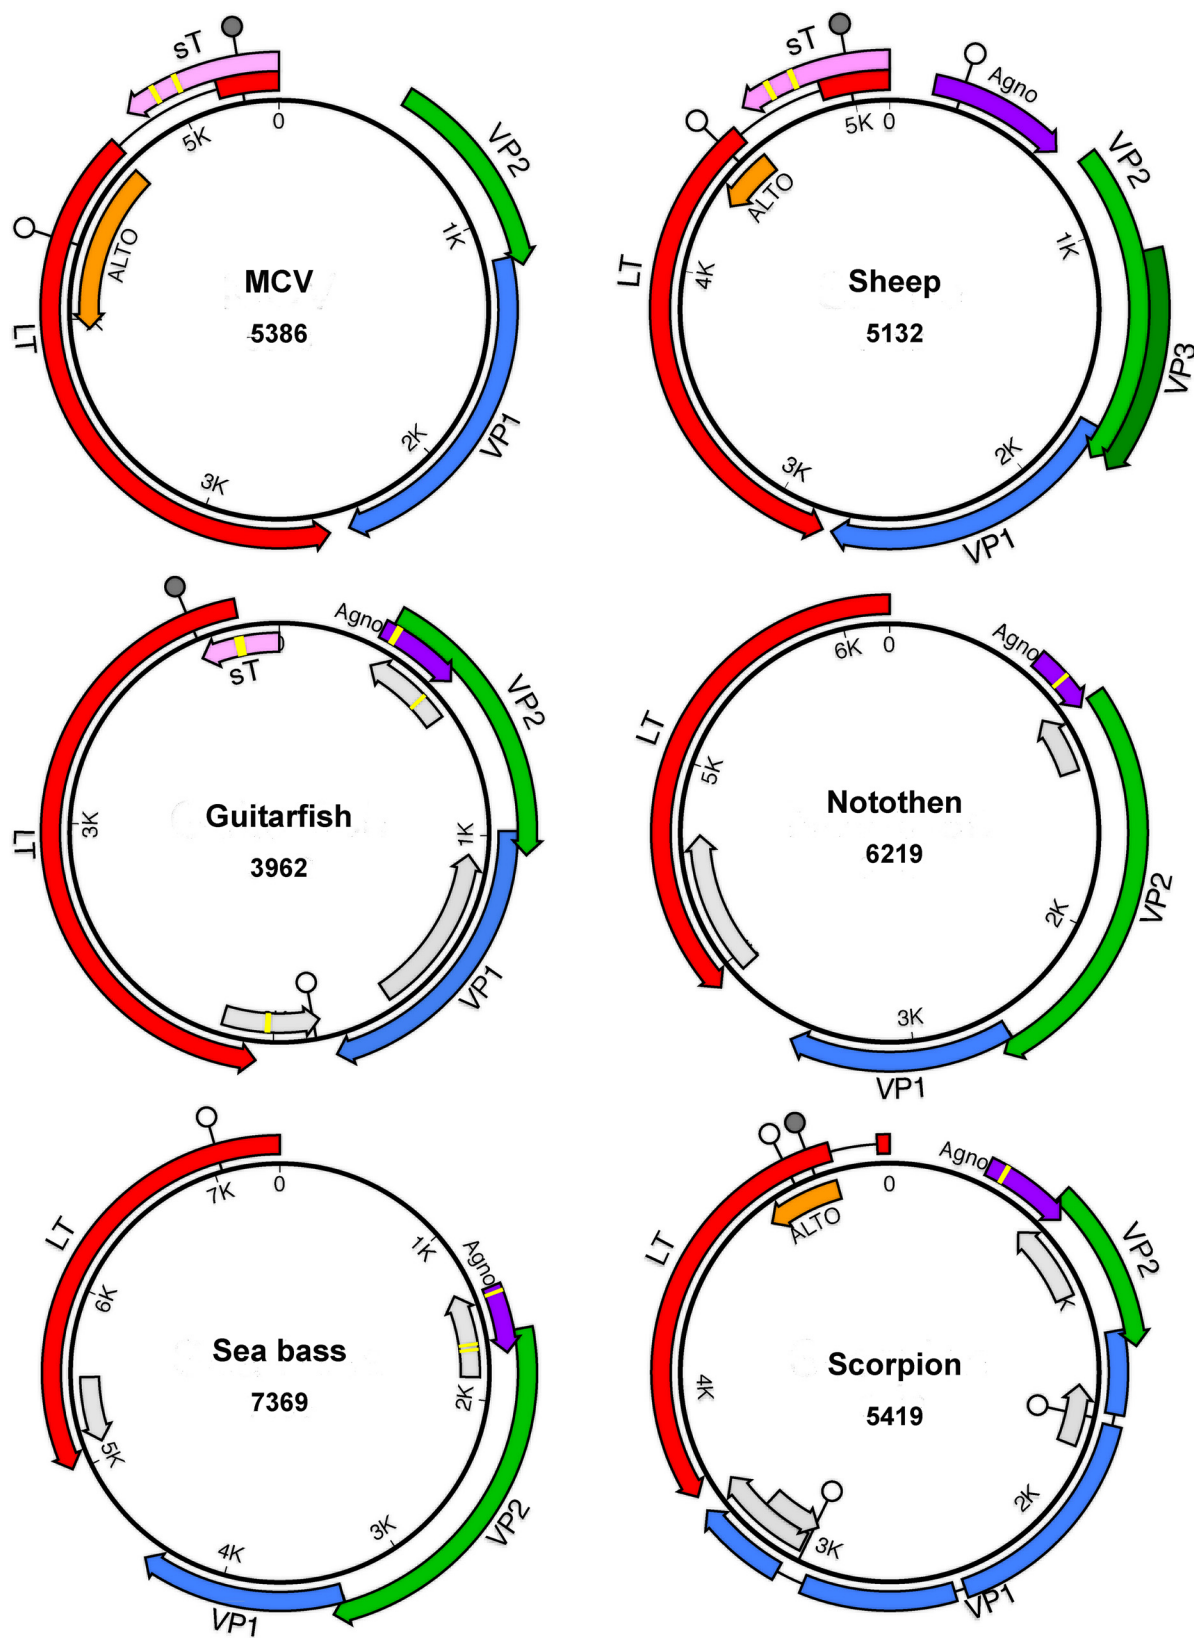 sT
5K
0
VP2
1K
ALTO
MCV
5386
LT
2K
VP1
3K
sT
Agno
5K
0
VP2
ALTO
1K
LT
4K
Sheep
5132
VP3
2K
3K
VP1
0
sT
Agno
VP2
3K
LT
Guitarfish
3962
1K
VP1
6K
0
Agno
LT
5K
Notothen
6219
VP2
2K
3K
VP1
7K
0
1K
Agno
LT
6K
Sea bass
7369
2K
5K
3K
VP2
4K
VP1
Agno
0
ALTO
VP2
LT
K
Scorpion
5419
4K
2K
3K
VP1